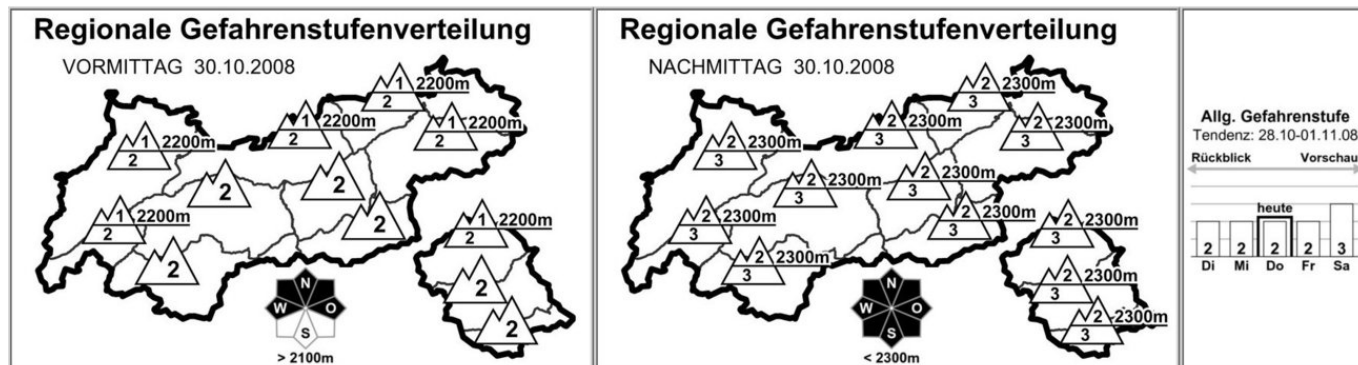 Regionale Gefahrenstufenverteilung
VORMITTAG 30.10.2008
1 2200m
2
1 2200m
2
1 2200m
2
1 2200m
2
2
2
1 2200m
2
2
1 2200m
2
2
2
2
N
W O
S
> 2100m
Regionale Gefahrenstufenverteilung
NACHMITTAG 30.10.2008
2 2300m
3
2 2300m
3
2 2300m
3
2 2300m
3
2 2300m
3
2 2300m
3
2 2300m
3
2 2300m
3
2 2300m
3
2 2300m
3
2 2300m
3
2 2300m
3
N
W O
S
< 2300m
Allg. Gefahrenstufe
Tendenz: 28.10-01.11.08
Rückblick Vorschau
heute
2 2 2 2 3
Di Mi Do Fr Sa